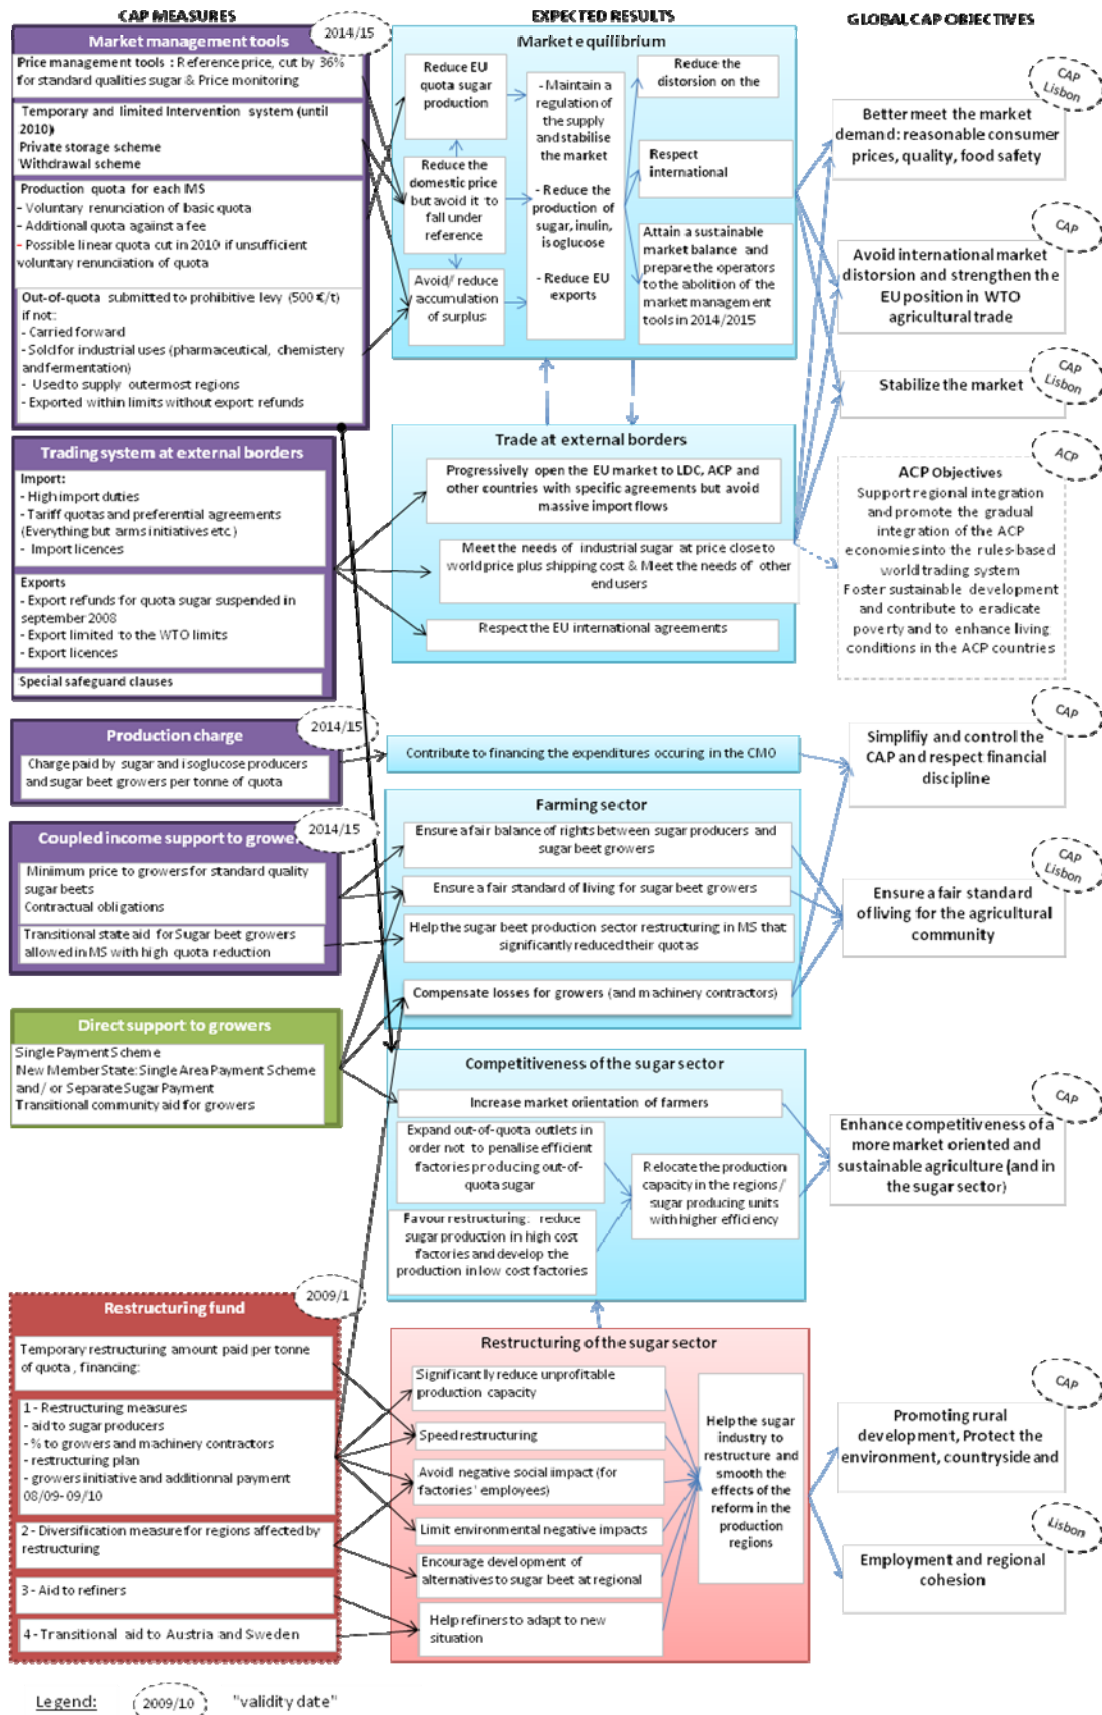 CAP MEASURES
EXPECTED RESULTS
GLOBAL CAP OBJECTIVES
Market management tools
2014/15
Price management tools : Reference price, cut by 36%
for standard qualities sugar & Price monitoring
Temporary and limited Intervention system (until
2010)
Private storage scheme
Withdrawal scheme
Production quota for each MS
- Voluntary renunciation of basic quota
- Additional quota against a fee
- Possible linear quota cut in 2010 if unsufficient
voluntary renunciation of quota
Out-of-quota submitted to prohibitive levy (500 €/t)
if not:
- Carried forward
- Sold for industrial uses (pharmaceutical, chemistery
and fermentation)
- Used to supply outermost regions
- Exported within limits without export refunds
Market equilibrium
Reduce EU
quota sugar
production
Reduce the
domestic price
but avoid it to
fall under
reference
Avoid/ reduce
accumulation
of surplus
- Maintain a
regulation of
the supply
and stabilise
the market
- Reduce the
production of
sugar, inulin,
isoglucose
- Reduce EU
exports
Reduce the
distorsion on the
Respect
international
Attain a sustainable
market balance and
prepare the operators
to the abolition of the
market management
tools in 2014/2015
CAP
Lisbon
Better meet the market
demand: reasonable consumer
prices, quality, food safety
CAP
Avoid international market
distorsion and strengthen the
EU position in WTO
agricultural trade
CAP
Lisbon
Stabilize the market
Trading system at external borders
Import:
- High import duties
- Tariff quotas and preferential agreements
(Everything but arms initiatives etc.)
- Import licences
Exports
- Export refunds for quota sugar suspended in
september 2008
- Export limited to the WTO limits
- Export licences
Special safeguard clauses
Trade at external borders
Progressively open the EU market to LDC, ACP and
other countries with specific agreements but avoid
massive import flows
Meet the needs of industrial sugar at price close to
world price plus shipping cost & Meet the needs of other
end users
Respect the EU international agreements
ACP
ACP Objectives
Support regional integration
and promote the gradual
integration of the ACP
economies into the rules-based
world trading system
Foster sustainable development
and contribute to eradicate
poverty and to enhance living
conditions in the ACP countries
Production charge
2014/15
Charge paid by sugar and isoglucose producers
and sugar beet growers per tonne of quota
Contribute to financing the expenditures occuring in the CMO
CAP
Simplifiy and control the
CAP and respect financial
discipline
Coupled income support to grower
2014/15
Minimum price to growers for standard quality
sugar beets
Contractual obligations
Transitional state aid for Sugar beet growers
allowed in MS with high quota reduction
Farming sector
Ensure a fair balance of rights between sugar producers and
sugar beet growers
Ensure a fair standard of living for sugar beet growers
Help the sugar beet production sector restructuring in MS that
significantly reduced their quotas
Compensate losses for growers (and machinery contractors)
CAP
Lisbon
Ensure a fair standard
of living for the agricultural
community
Direct support to growers
Single Payment Scheme
New Member State: Single Area Payment Scheme
and/ or Separate Sugar Payment
Transitional community aid for growers
Competitiveness of the sugar sector
Increase market orientation of farmers
Expand out-of-quota outlets in
order not to penalise efficient
factories producing out-of-
quota sugar
Favour restructuring: reduce
sugar production in high cost
factories and develop the
production in low cost factories
Relocate the production
capacity in the regions/
sugar producing units
with higher efficiency
CAP
Enhance competitiveness of a
more market oriented and
sustainable agriculture (and in
the sugar sector)
Restructuring fund
2009/1
Temporary restructuring amount paid per tonne
of quota, financing:
1 - Restructuring measures
- aid to sugar producers
- % to growers and machinery contractors
- restructuring plan
- growers initiative and additionnal payment
08/09- 09/10
2 - Diversification measure for regions affected by
restructuring
3 - Aid to refiners
4 - Transitional aid to Austria and Sweden
Restructuring of the sugar sector
Significantly reduce unprofitable
production capacity
Speed restructuring
Avoid negative social impact (for
factories' employees)
Limit environmental negative impacts
Encourage development of
alternatives to sugar beet at regional
Help refiners to adapt to new
situation
Help the sugar
industry to
restructure and
smooth the
effects of the
reform in the
production
regions
CAP
Promoting rural
development, Protect the
environment, countryside and
Lisbon
Employment and regional
cohesion
Legend:
2009/10
"validity date"